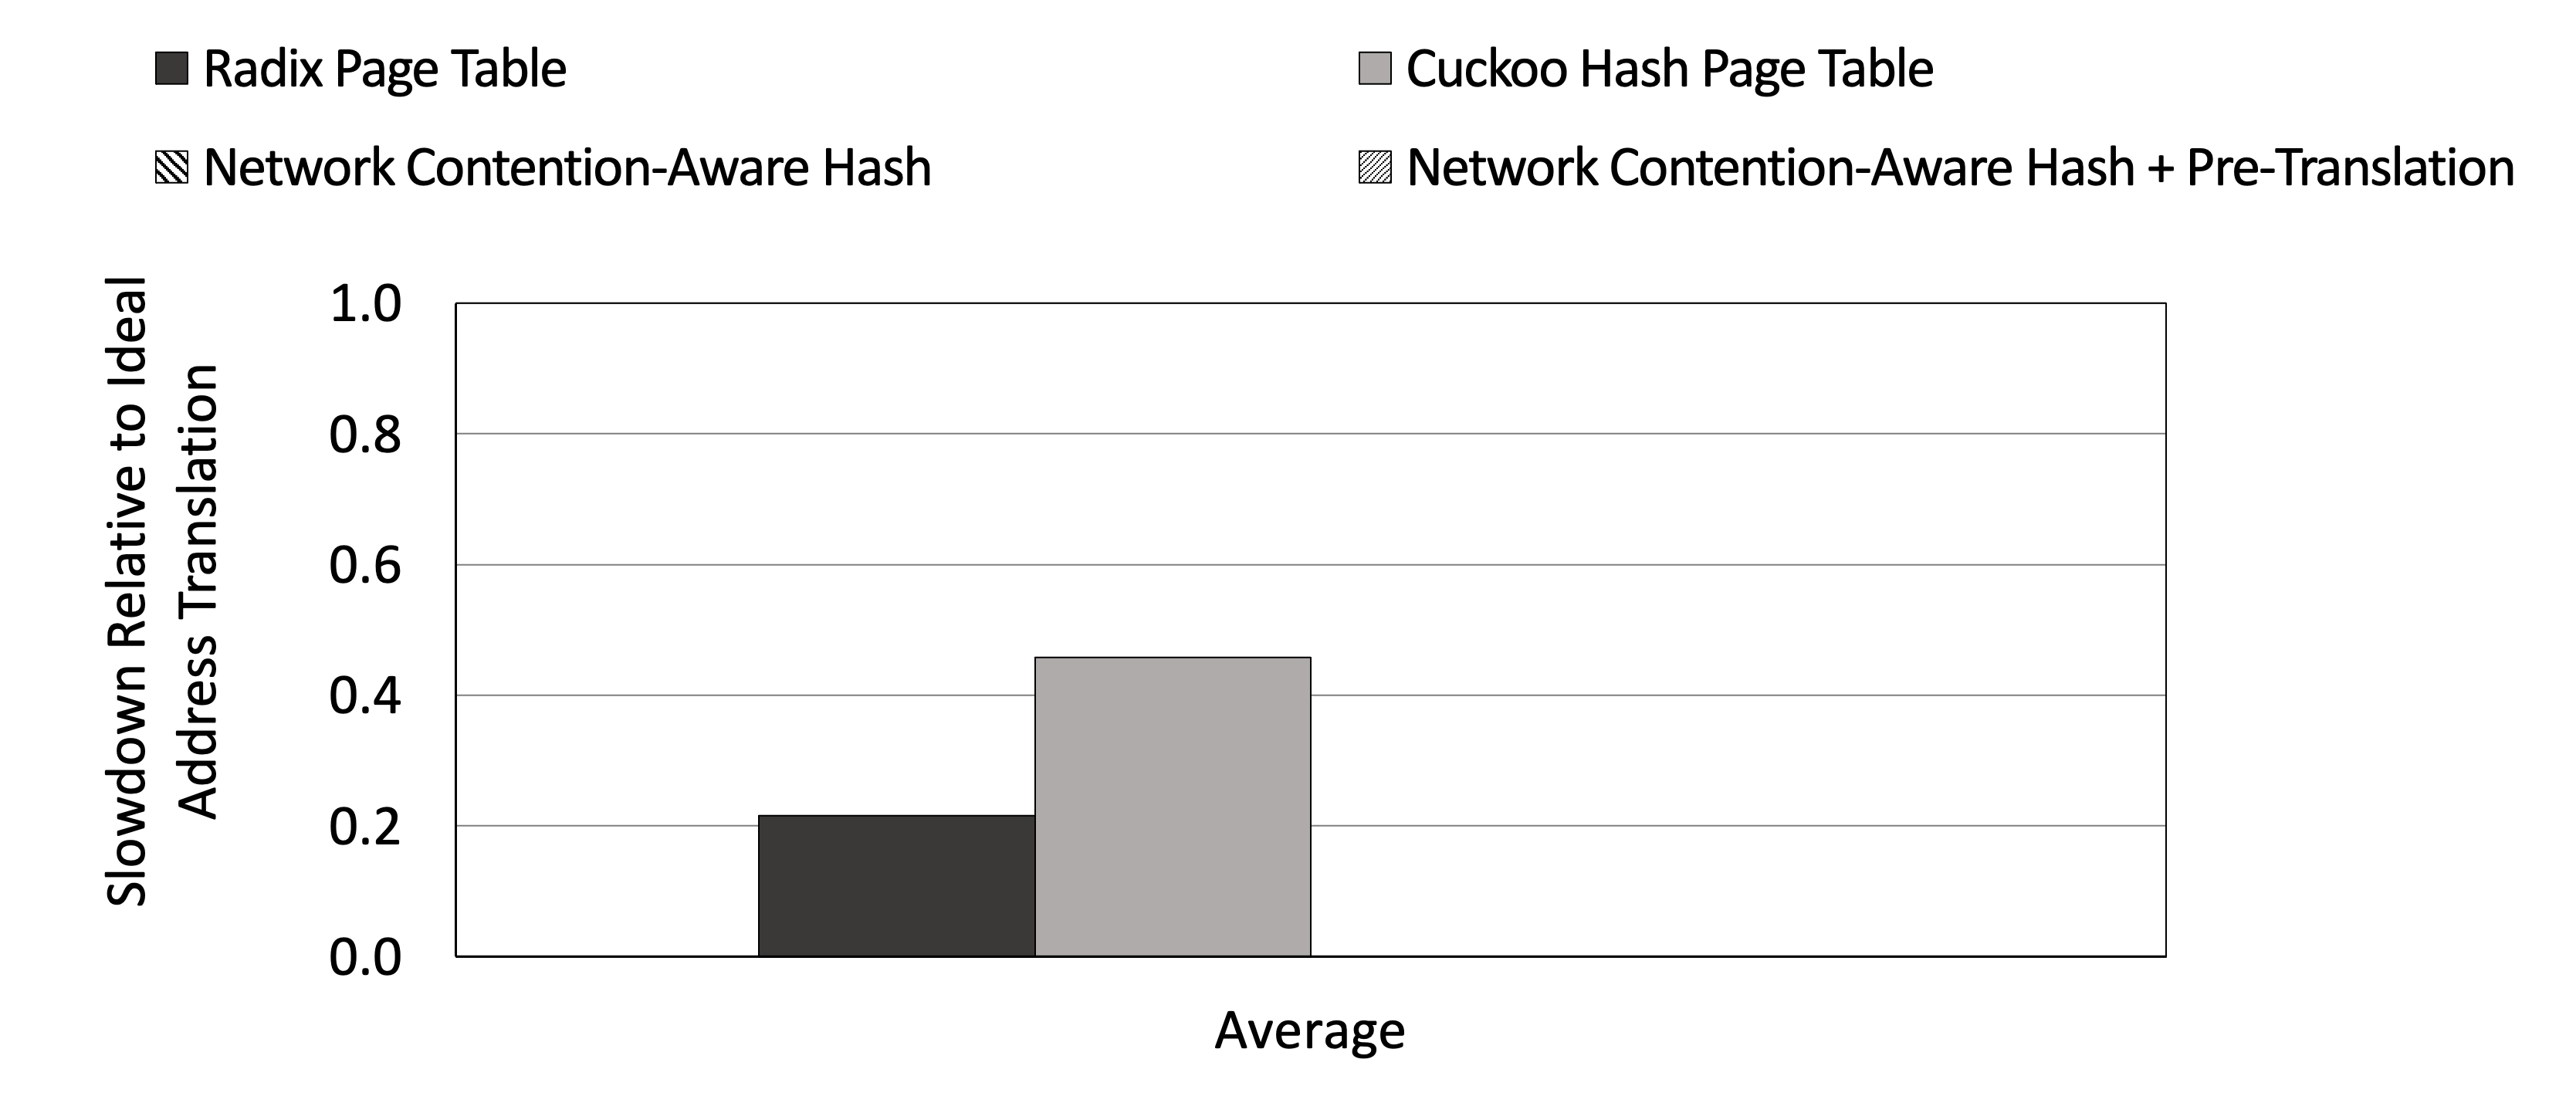 Radix Page Table
Cuckoo Hash Page Table
Network Contention-Aware Hash
Network Contention-Aware Hash + Pre-Translation
Slowdown Relative to Ideal
Address Translation
1.0
0.8
0.6
0.4
0.2
0.0
Average